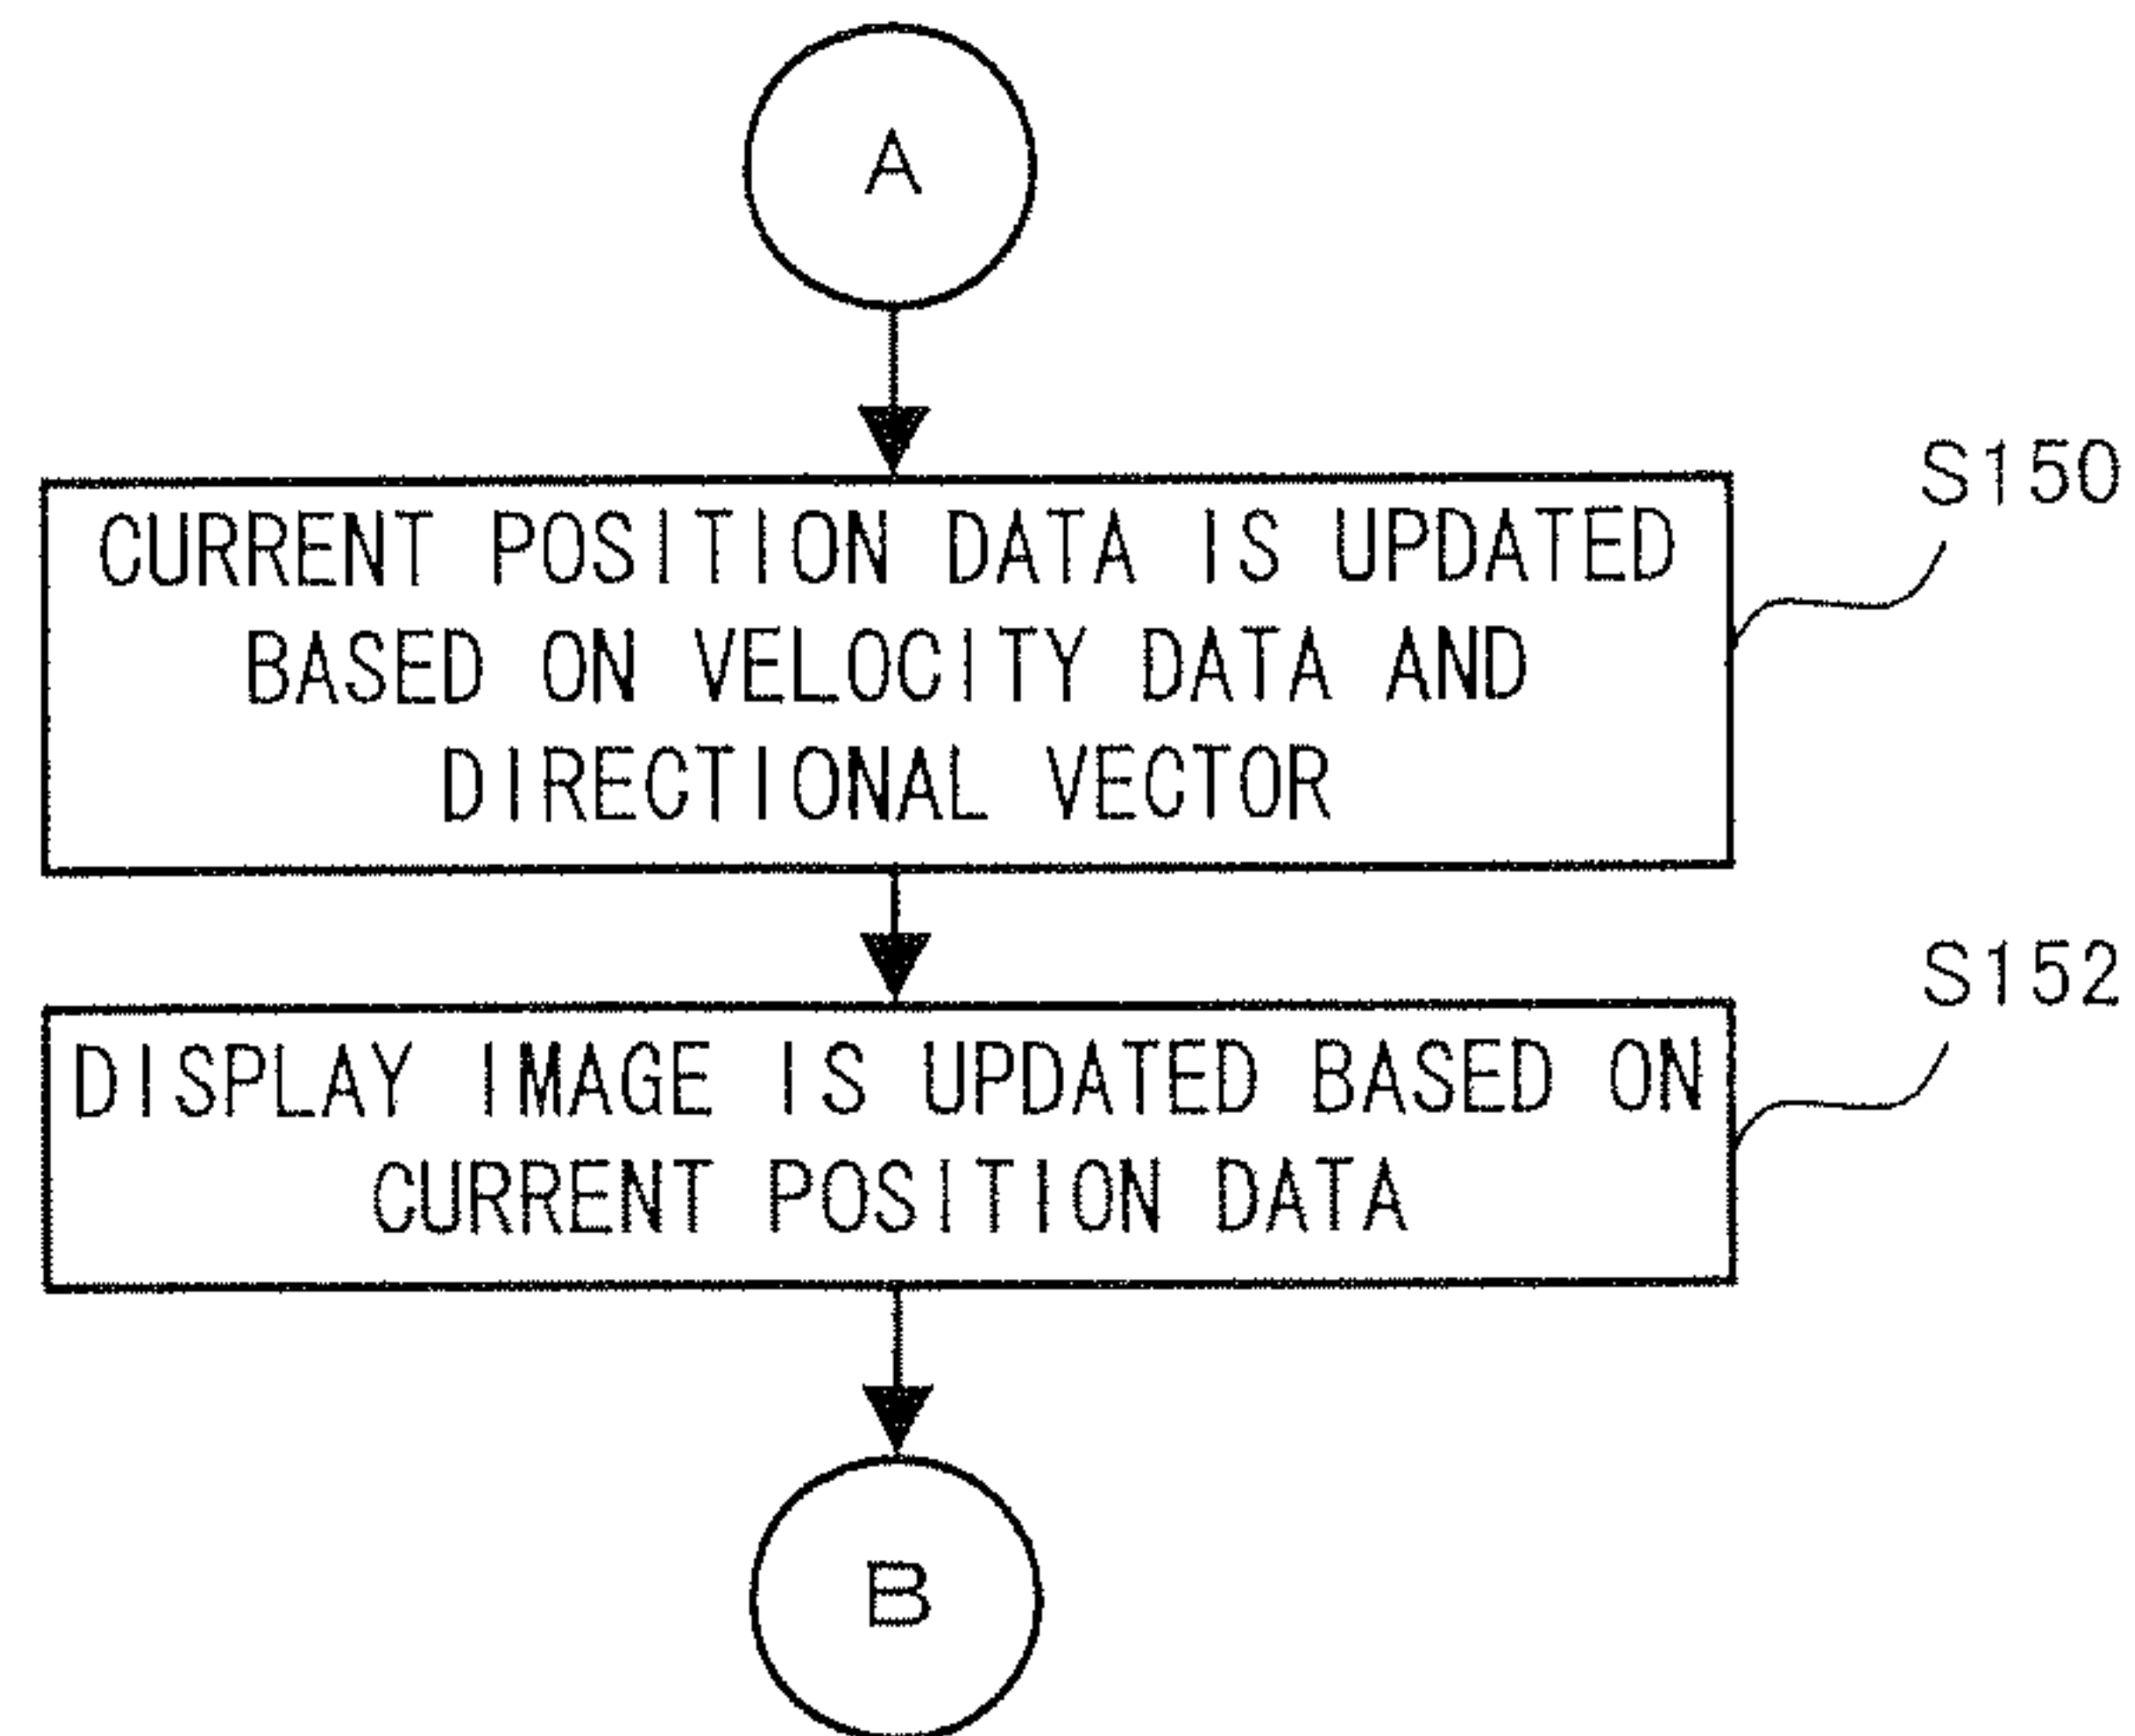 A
S150
CURRENT POSITION DATA IS UPDATED
BASED ON VELOCITY DATA AND
DIRECTIONAL VECTOR
S152
DISPLAY IMAGE IS UPDATED BASED ON
CURRENT POSITION DATA
B